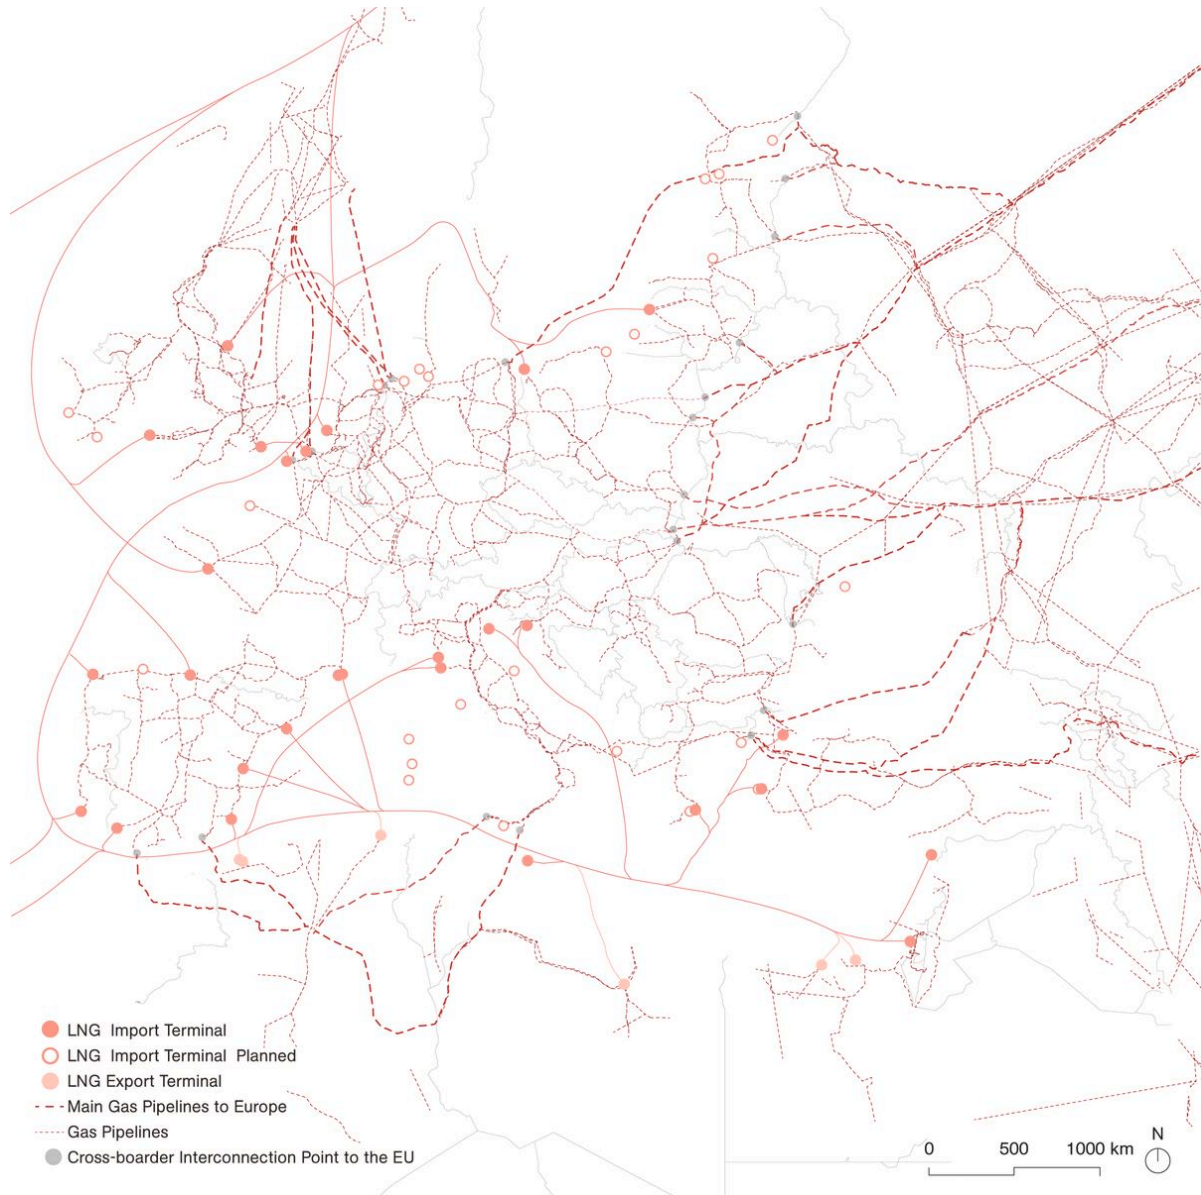 LNG Import Terminal
LNG Import Terminal Planned
LNG Export Terminal
Main Gas Pipelines to Europe
Gas Pipelines
Cross-boarder Interconnection Point to the EU
0 500 1000 km
N